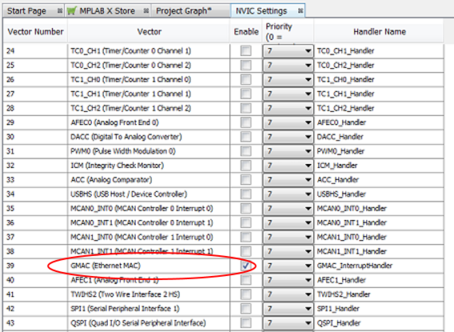 Start Page MPLAB X Store Project Graph* NVIC Settings
Vector Number Vector Enable Priority (0 = Handler Name
24 TC0_CH1 (Timer/Counter 0 Channel 1) 7 TC0_CH1_Handler
25 TC0_CH2 (Timer/Counter 0 Channel 2) 7 TC0_CH2_Handler
26 TC1_CH0 (Timer/Counter 1 Channel 0) 7 TC1_CH0_Handler
27 TC1_CH1 (Timer/Counter 1 Channel 1) 7 TC1_CH1_Handler
28 TC1_CH2 (Timer/Counter 1 Channel 2) 7 TC1_CH2_Handler
29 AFEC0 (Analog Front End 0) 7 AFEC0_Handler
30 DACC (Digital To Analog Converter) 7 DACC_Handler
31 PWM0 (Pulse Width Modulation 0) 7 PWM0_Handler
32 ICM (Integrity Check Monitor) 7 ICM_Handler
33 ACC (Analog Comparator) 7 ACC_Handler
34 USBHS (USB Host / Device Controller) 7 USBHS_Handler
35 MCAN0_INT0 (MCAN Controller 0 Interrupt 0) 7 MCAN0_INT0_Handler
36 MCAN0_INT1 (MCAN Controller 0 Interrupt 1) 7 MCAN0_INT1_Handler
37 MCAN1_INT0 (MCAN Controller 1 Interrupt 0) 7 MCAN1_INT0_Handler
38 MCAN1_INT1 (MCAN Controller 1 Interrupt 1) 7 MCAN1_INT1_Handler
39 GMAC (Ethernet MAC) 7 GMAC_InterruptHandler
40 AFEC1 (Analog Front End 1) 7 AFEC1_Handler
41 TWIHS2 (Two Wire Interface 2 HS) 7 TWIHS2_Handler
42 SPI1 (Serial Peripheral Interface 1) 7 SPI1_Handler
43 QSPI (Quad I/O Serial Peripheral Interface) 7 QSPI_Handler